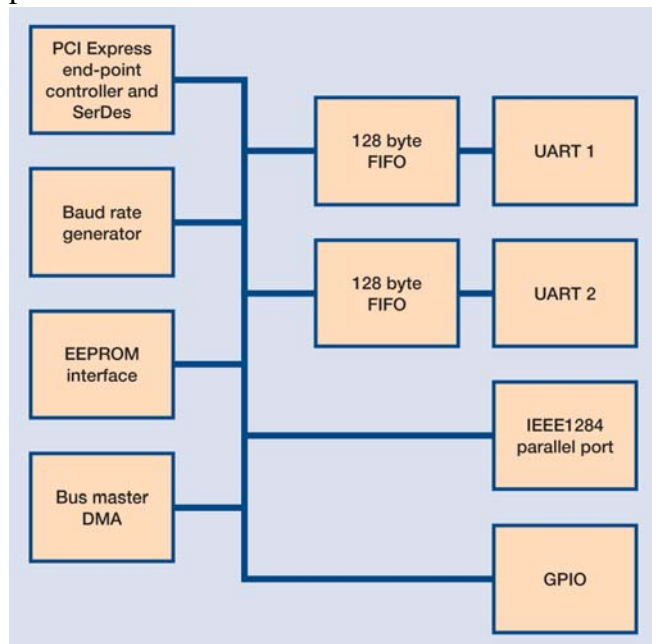 PCI Express
end-point
controller and
SerDes
128 byte
FIFO
UART 1
Baud rate
generator
128 byte
FIFO
UART 2
EEPROM
interface
IEEE1284
parallel port
Bus master
DMA
GPIO